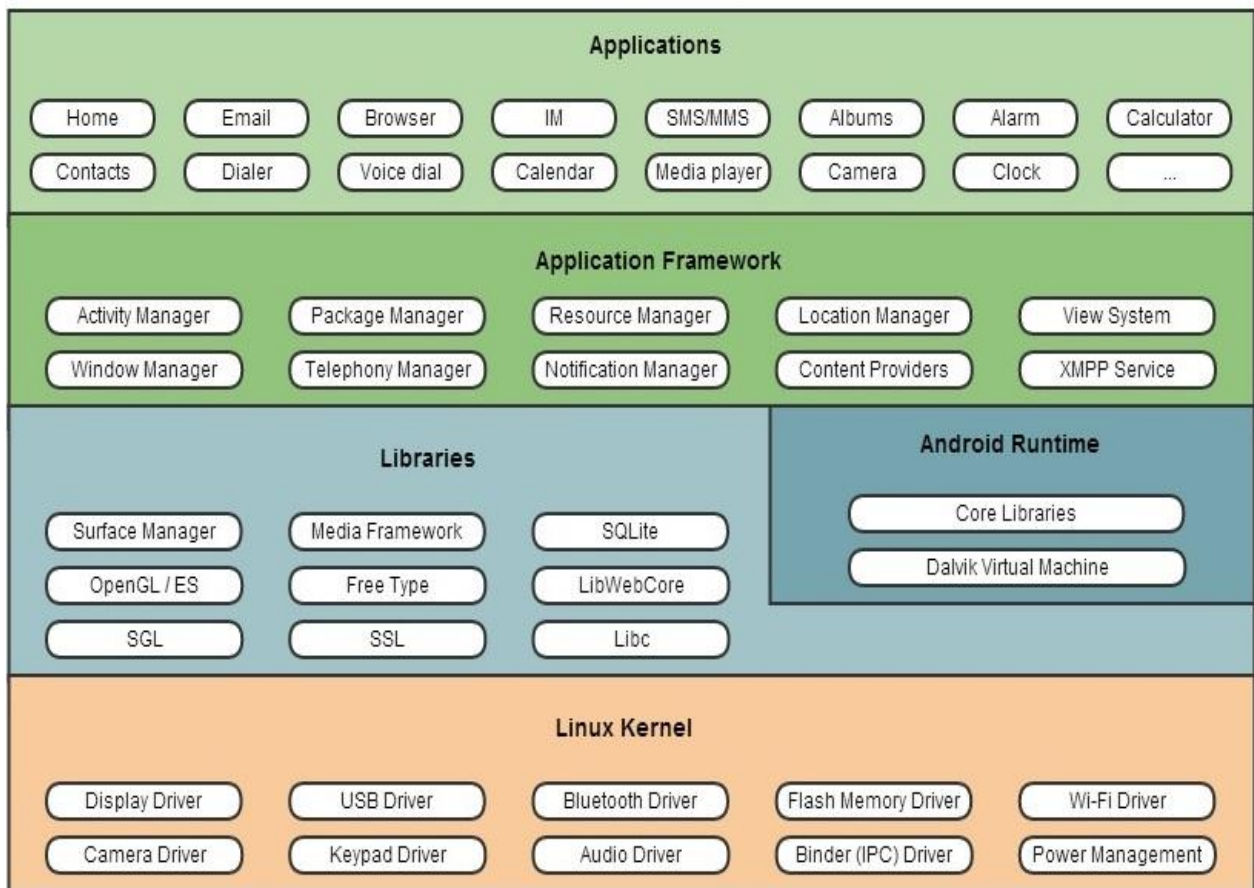 Applications
Home Email Browser IM SMS/MMS Albums Alarm Calculator
Contacts Dialer Voice dial Calendar Media player Camera Clock ...
Application Framework
Activity Manager Package Manager Resource Manager Location Manager View System
Window Manager Telephony Manager Notification Manager Content Providers XMPP Service
Libraries
Surface Manager Media Framework SQLite
OpenGL / ES Free Type LibWebCore
SGL SSL Libc
Android Runtime
Core Libraries
Dalvik Virtual Machine
Linux Kernel
Display Driver USB Driver Bluetooth Driver Flash Memory Driver Wi-Fi Driver
Camera Driver Keypad Driver Audio Driver Binder (IPC) Driver Power Management